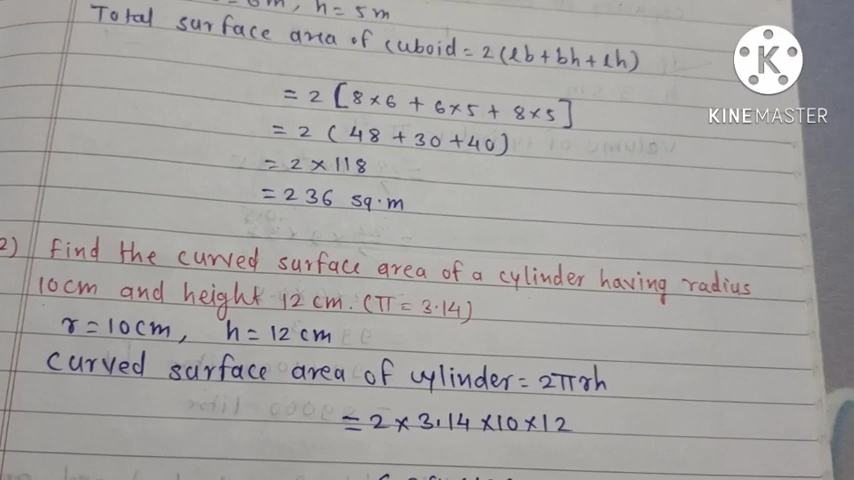 h = 5m
Total surface area of cuboid = 2(lb+bh+lh)
= 2 [8×6 + 6×5 + 8×5]
= 2 (48 +30 +40)
= 2 ×118
= 236 sq.m
2) Find the curved surface area of a cylinder having radius
10cm and height 12 cm. (π = 3.14)
r = 10cm, h = 12 cm
Curved surface area of cylinder = 2πrh
= 2 × 3.14 ×10 ×12
K
KINEMASTER